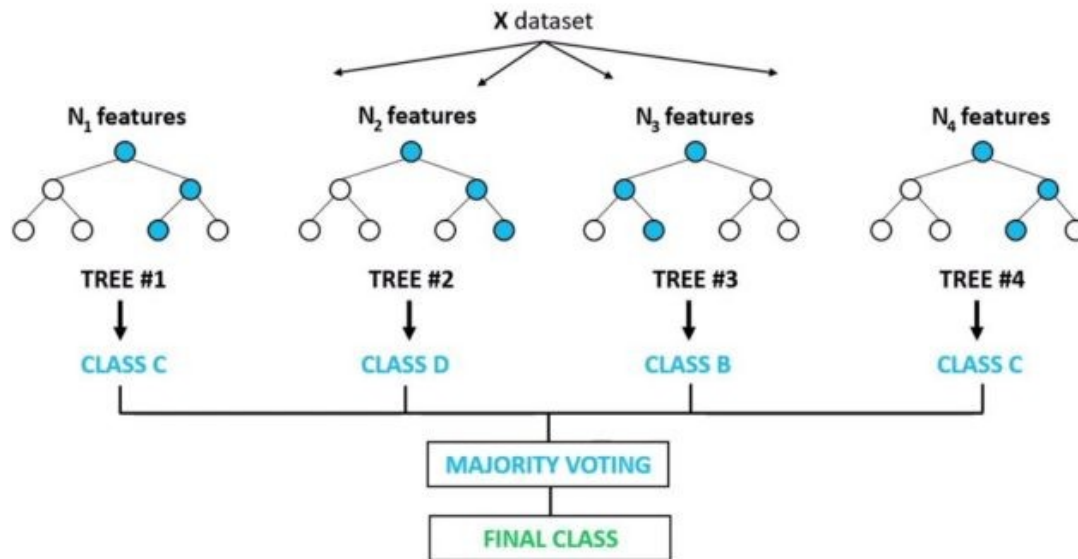 X dataset
N₁ features N₂ features N₃ features N₄ features
TREE #1 TREE #2 TREE #3 TREE #4
CLASS C CLASS D CLASS B CLASS C
MAJORITY VOTING
FINAL CLASS